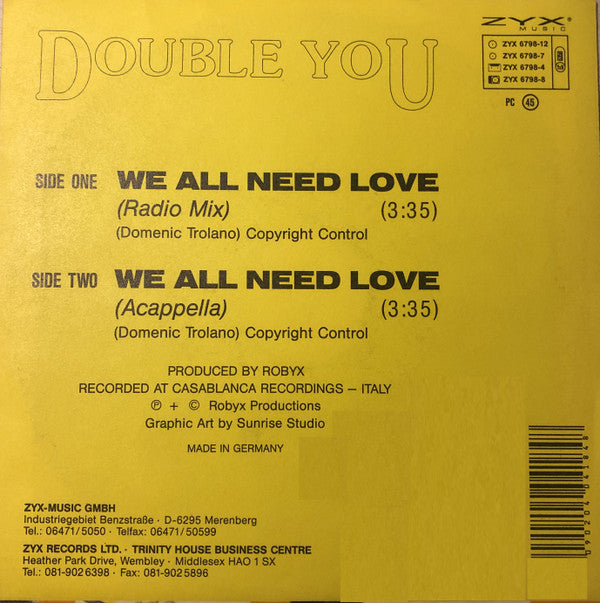 DOUBLE YOU
ZYX®
MUSIC
ZYX 6798-12
ZYX 6798-7
ZYX 6798-4
ZYX 6798-8
PC 45
SIDE ONE WE ALL NEED LOVE
(Radio Mix) (3:35)
(Domenic Trolano) Copyright Control
SIDE TWO WE ALL NEED LOVE
(Acappella) (3:35)
(Domenic Trolano) Copyright Control
PRODUCED BY ROBYX
RECORDED AT CASABLANCA RECORDINGS – ITALY
℗ + © Robyx Productions
Graphic Art by Sunrise Studio
MADE IN GERMANY
ZYX-MUSIC GMBH
Industriegebiet Benzstraße · D-6295 Merenberg
Tel.: 06471/5050 · Telfax: 06471/50599
ZYX RECORDS LTD. · TRINITY HOUSE BUSINESS CENTRE
Heather Park Drive, Wembley · Middlesex HAO 1 SX
Tel.: 081-9026398 · Fax: 081-9025896
090204041848